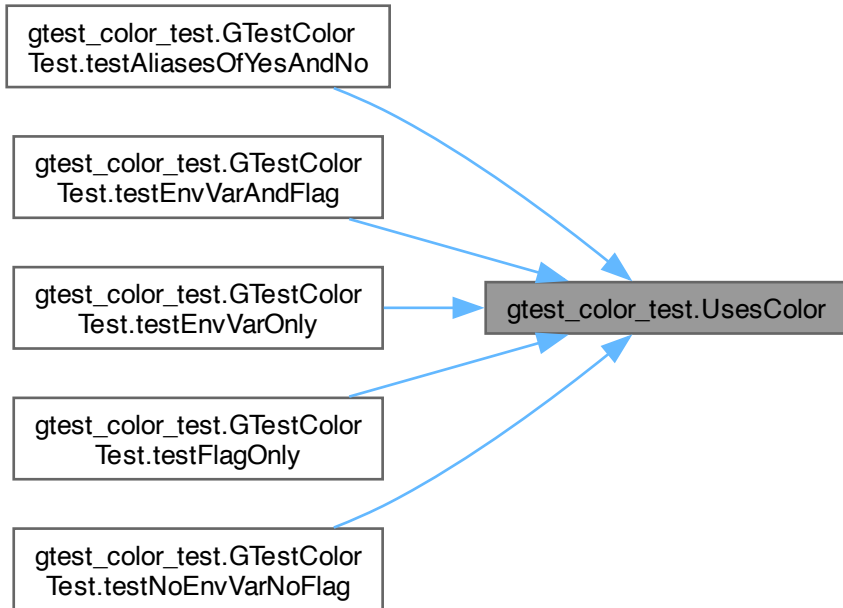 gtest_color_test.GTestColor
Test.testAliasesOfYesAndNo
gtest_color_test.GTestColor
Test.testEnvVarAndFlag
gtest_color_test.GTestColor
Test.testEnvVarOnly
gtest_color_test.UsesColor
gtest_color_test.GTestColor
Test.testFlagOnly
gtest_color_test.GTestColor
Test.testNoEnvVarNoFlag